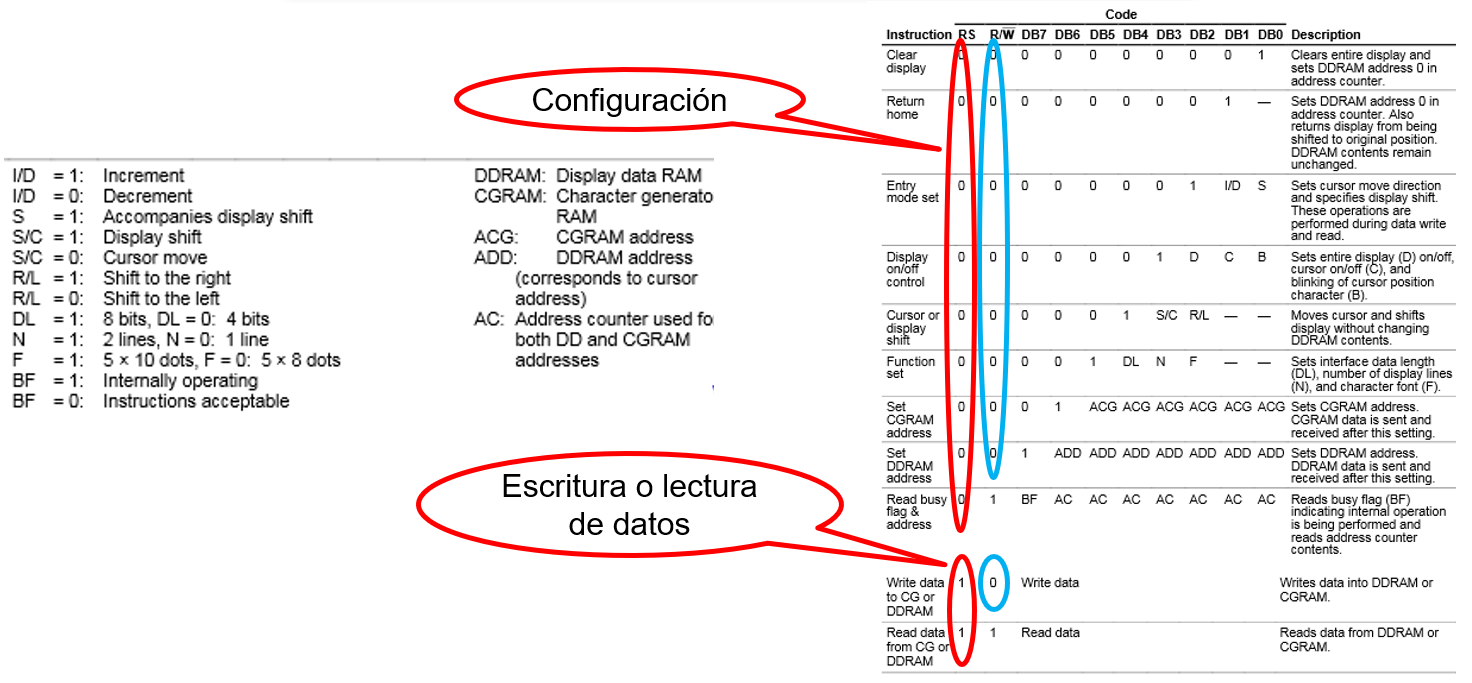 Configuración
I/D = 1: Increment
I/D = 0: Decrement
S = 1: Accompanies display shift
S/C = 1: Display shift
S/C = 0: Cursor move
R/L = 1: Shift to the right
R/L = 0: Shift to the left
DL = 1: 8 bits, DL = 0: 4 bits
N = 1: 2 lines, N = 0: 1 line
F = 1: 5 × 10 dots, F = 0: 5 × 8 dots
BF = 1: Internally operating
BF = 0: Instructions acceptable
DDRAM: Display data RAM
CGRAM: Character generato
RAM
ACG: CGRAM address
ADD: DDRAM address
(corresponds to cursor
address)
AC: Address counter used fo
both DD and CGRAM
addresses
Escritura o lectura
de datos
Code
Instruction RS R/W̅ DB7 DB6 DB5 DB4 DB3 DB2 DB1 DB0 Description
Clear 0 0 0 0 0 0 0 0 0 1 Clears entire display and
display sets DDRAM address 0 in
address counter.
Return 0 0 0 0 0 0 0 0 1 — Sets DDRAM address 0 in
home address counter. Also
returns display from being
shifted to original position.
DDRAM contents remain
unchanged.
Entry 0 0 0 0 0 0 0 1 I/D S Sets cursor move direction
mode set and specifies display shift.
These operations are
performed during data write
and read.
Display 0 0 0 0 0 0 1 D C B Sets entire display (D) on/off,
on/off cursor on/off (C), and
control blinking of cursor position
character (B).
Cursor or 0 0 0 0 0 1 S/C R/L — — Moves cursor and shifts
display display without changing
shift DDRAM contents.
Function 0 0 0 0 1 DL N F — — Sets interface data length
set (DL), number of display lines
(N), and character font (F).
Set 0 0 0 1 ACG ACG ACG ACG ACG ACG Sets CGRAM address.
CGRAM CGRAM data is sent and
address received after this setting.
Set 0 0 1 ADD ADD ADD ADD ADD ADD ADD Sets DDRAM address.
DDRAM DDRAM data is sent and
address received after this setting.
Read busy 0 1 BF AC AC AC AC AC AC AC Reads busy flag (BF)
flag & indicating internal operation
address is being performed and
reads address counter
contents.
Write data 1 0 Write data Writes data into DDRAM or
to CG or CGRAM.
DDRAM
Read data 1 1 Read data Reads data from DDRAM or
from CG or CGRAM.
DDRAM